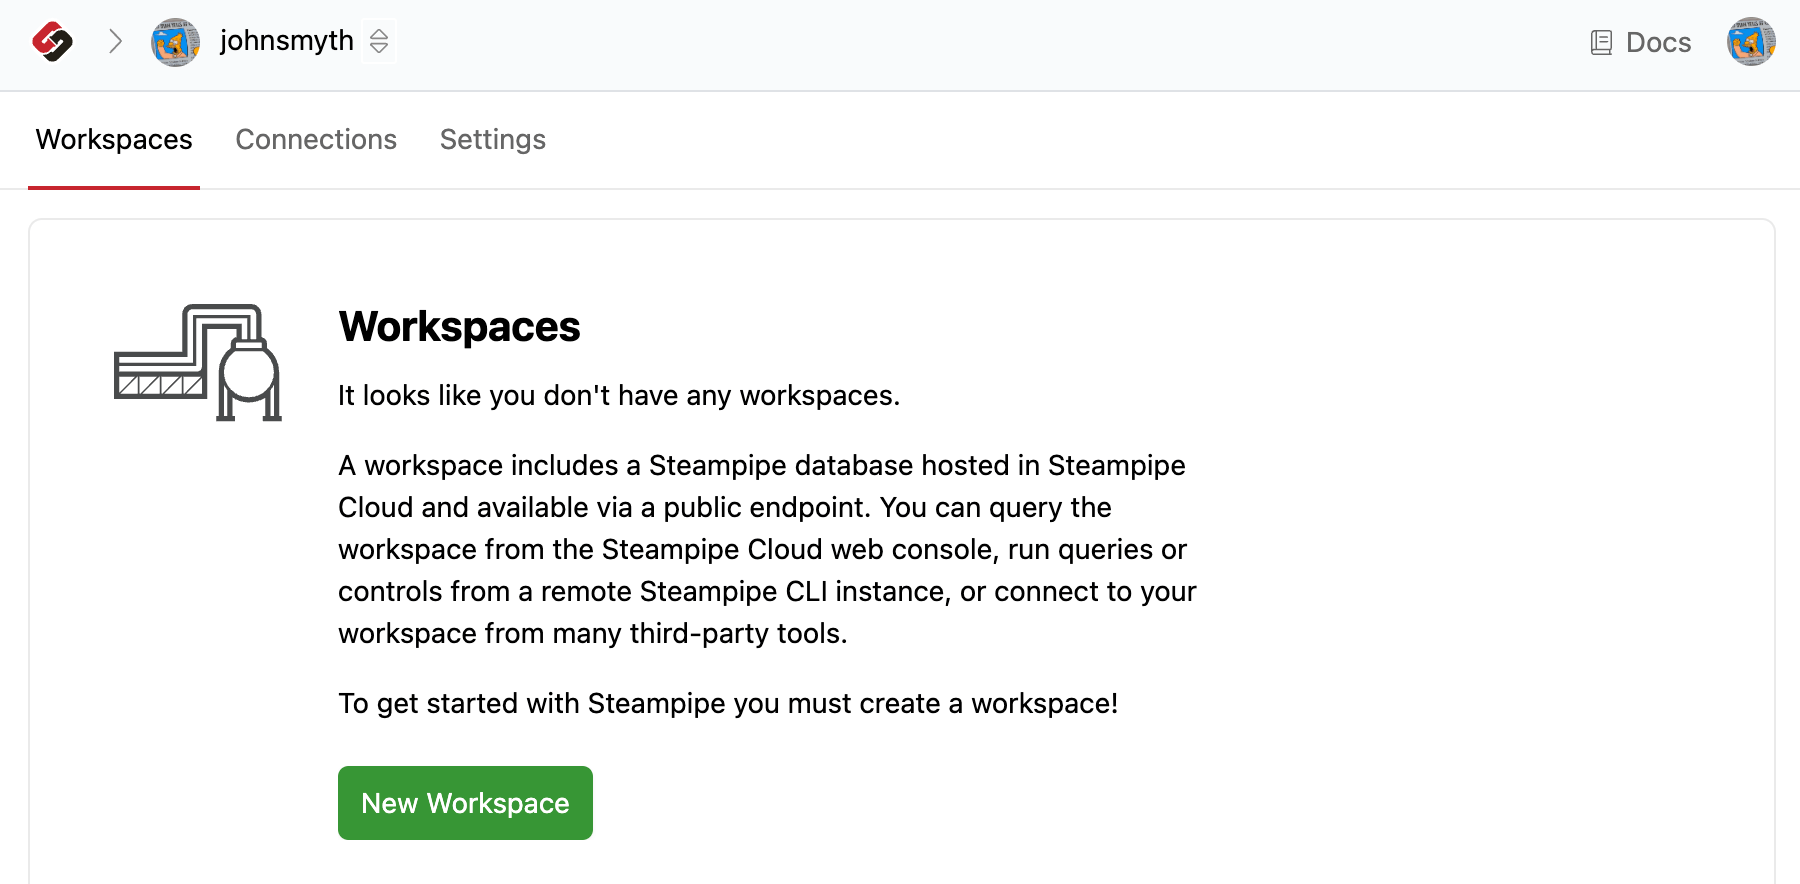 johnsmyth
Docs
Workspaces
Connections
Settings
Workspaces
It looks like you don't have any workspaces.
A workspace includes a Steampipe database hosted in Steampipe
Cloud and available via a public endpoint. You can query the
workspace from the Steampipe Cloud web console, run queries or
controls from a remote Steampipe CLI instance, or connect to your
workspace from many third-party tools.
To get started with Steampipe you must create a workspace!
New Workspace